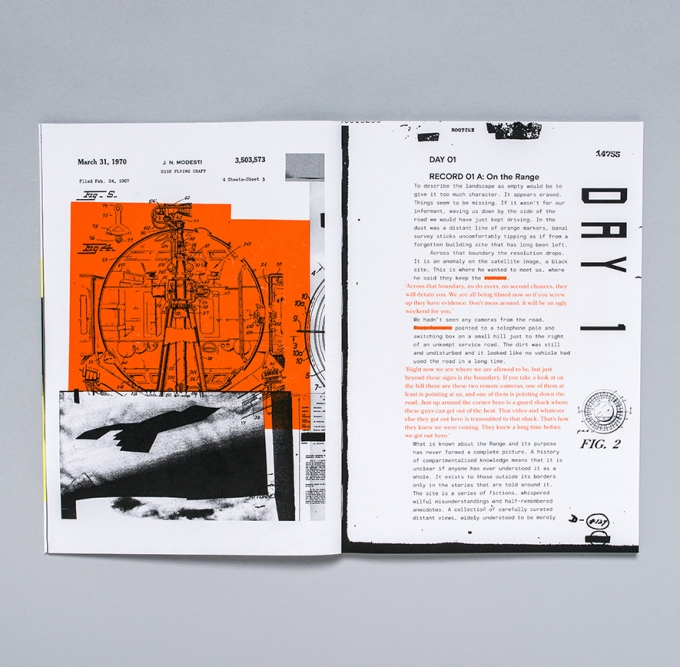 March 31, 1970
J. N. MODESTI
3,503,573
DISK FLYING CRAFT
Filed Feb. 24, 1967
4 Sheets-Sheet 3
Fig-5-
ROUTINE
14755
DAY 1
DAY 01
RECORD 01 A: On the Range
To describe the landscape as empty would be to
give it too much character. It appears erased.
Things seem to be missing. If it wasn't for our
informant, waving us down by the side of the
road we would have just kept driving. In the
dust was a distant line of orange markers, banal
survey sticks uncomfortably tipping as if from a
forgotten building site that has long been left.
Across that boundary the resolution drops.
It is an anomaly on the satellite image, a black
site. This is where he wanted to meet us, where
he said they keep the
'Across that boundary, no do overs, no second chances, they
will detain you. We are all being filmed now so if you screw
up they have evidence. Don't mess around, it will be an ugly
weekend for you.'
We hadn't seen any cameras from the road.
pointed to a telephone pole and
switching box on a small hill just to the right
of an unkempt service road. The dirt was still
and undisturbed and it looked like no vehicle had
used the road in a long time.
'Right now we are where we are allowed to be, but just
beyond these signs is the boundary. If you take a look at on
the hill there are these two remote cameras, one of them at
least is pointing at us, and one of them is pointing down the
road. Just up around the corner here is a guard shack where
these guys can get out of the heat. That video and whatever
else they got out here is transmitted to that shack. That's how
they knew we were coming. They knew a long time before
we got out here.'
What is known about the Range and its purpose
has never formed a complete picture. A history
of compartmentalised knowledge means that it is
unclear if anyone has ever understood it as a
whole. It exists to those outside its borders
only in the stories that are told around it.
The site is a series of fictions, whispered
wilful misunderstandings and half-remembered
anecdotes. A collection of carefully curated
distant views, widely understood to be merely
FIG. 2